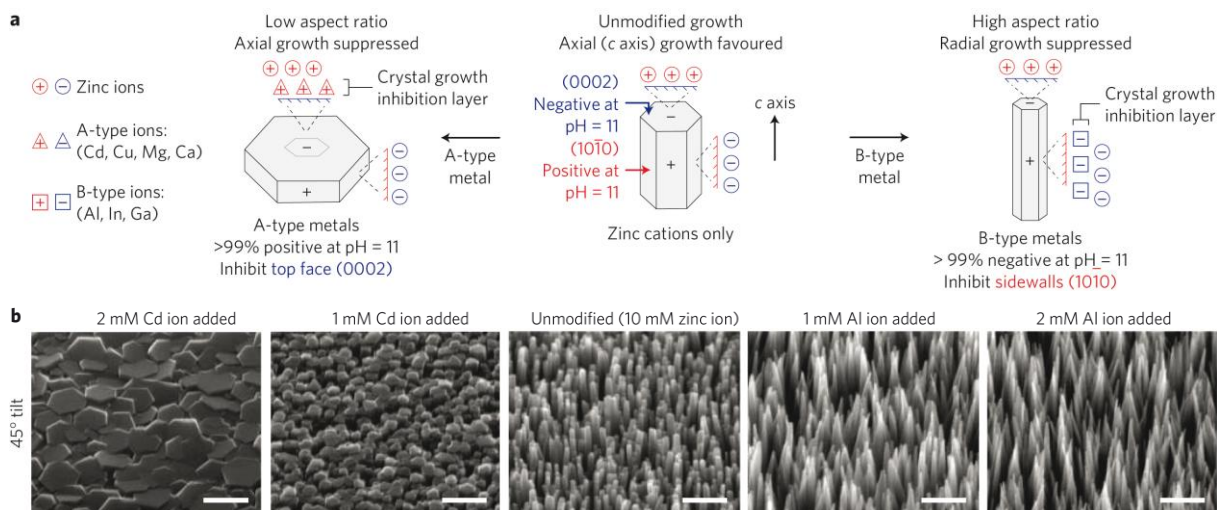 a
Low aspect ratio
Axial growth suppressed
Unmodified growth
Axial (c axis) growth favoured
High aspect ratio
Radial growth suppressed
+ − Zinc ions
+ − A-type ions:
(Cd, Cu, Mg, Ca)
+ − B-type ions:
(Al, In, Ga)
+ + +
+ + +
Crystal growth
inhibition layer
−
+
− − −
A-type metals
>99% positive at pH = 11
Inhibit top face (0002)
A-type
metal
(0002)
Negative at
pH = 11
(101̅0)
Positive at
pH = 11
+ + +
−
+
− − −
c axis
Zinc cations only
B-type
metal
+ + +
−
+
Crystal growth
inhibition layer
− − −
− − −
B-type metals
> 99% negative at pH = 11
Inhibit sidewalls (101̅0)
b
2 mM Cd ion added
1 mM Cd ion added
Unmodified (10 mM zinc ion)
1 mM Al ion added
2 mM Al ion added
45° tilt